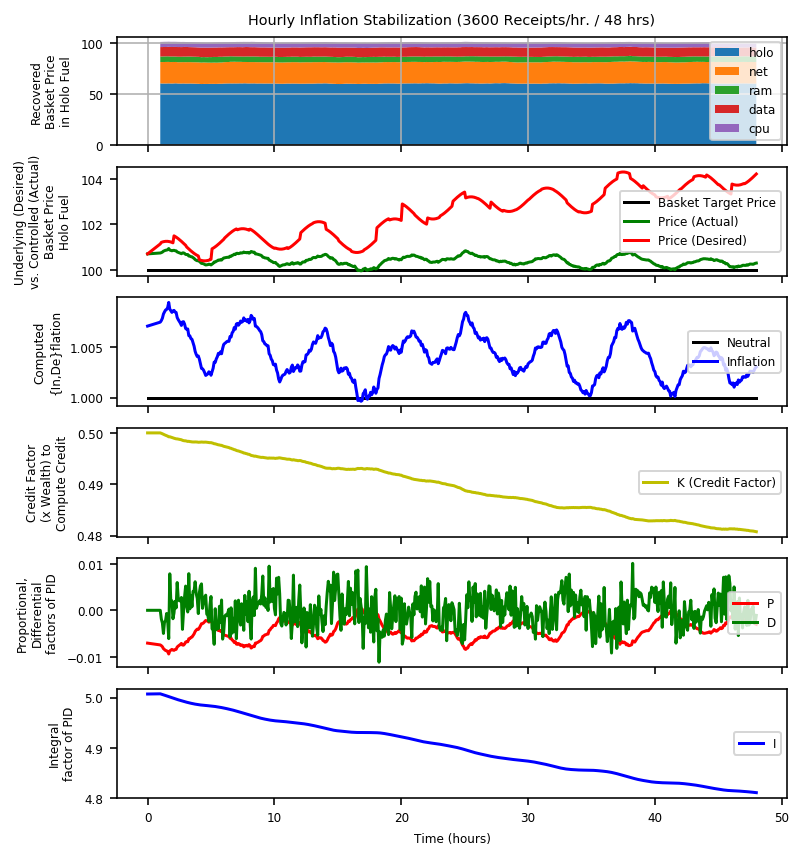 Hourly Inflation Stabilization (3600 Receipts/hr. / 48 hrs)
Recovered
Basket Price
in Holo Fuel
100
50
0
holo
net
ram
data
cpu
Underlying (Desired)
vs. Controlled (Actual)
Basket Price
Holo Fuel
104
102
100
Basket Target Price
Price (Actual)
Price (Desired)
Computed
{In,De}flation
1.005
1.000
Neutral
Inflation
Credit Factor
(x Wealth) to
Compute Credit
0.50
0.49
0.48
K (Credit Factor)
Proportional,
Differential
factors of PID
0.01
0.00
−0.01
P
D
Integral
factor of PID
5.0
4.9
4.8
I
0
10
20
30
40
50
Time (hours)